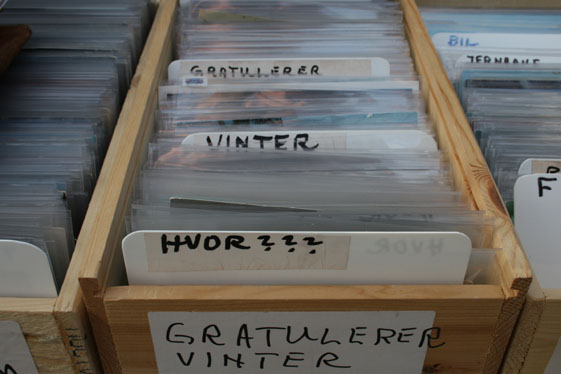 GRATULERER
VINTER
HVOR???
GRATULERER
VINTER
BIL
JERNBANE
F